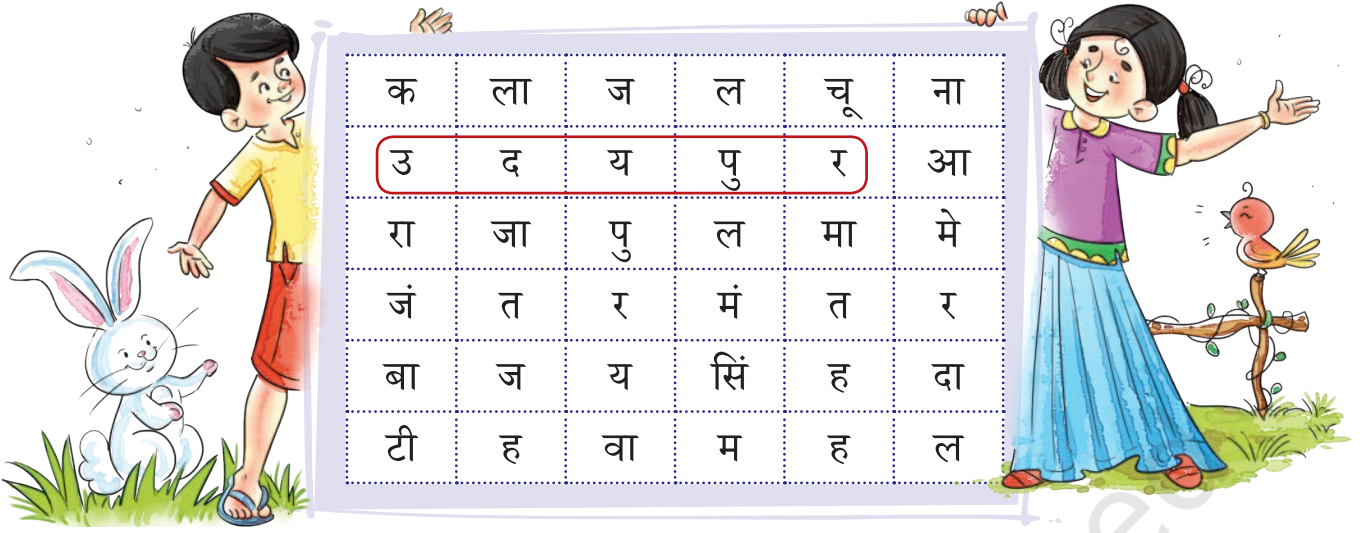 क ला ज ल चू ना
उ द य पु र आ
रा जा पु ल मा मे
जं त र मं त र
बा ज य सिं ह दा
टी ह वा म ह ल